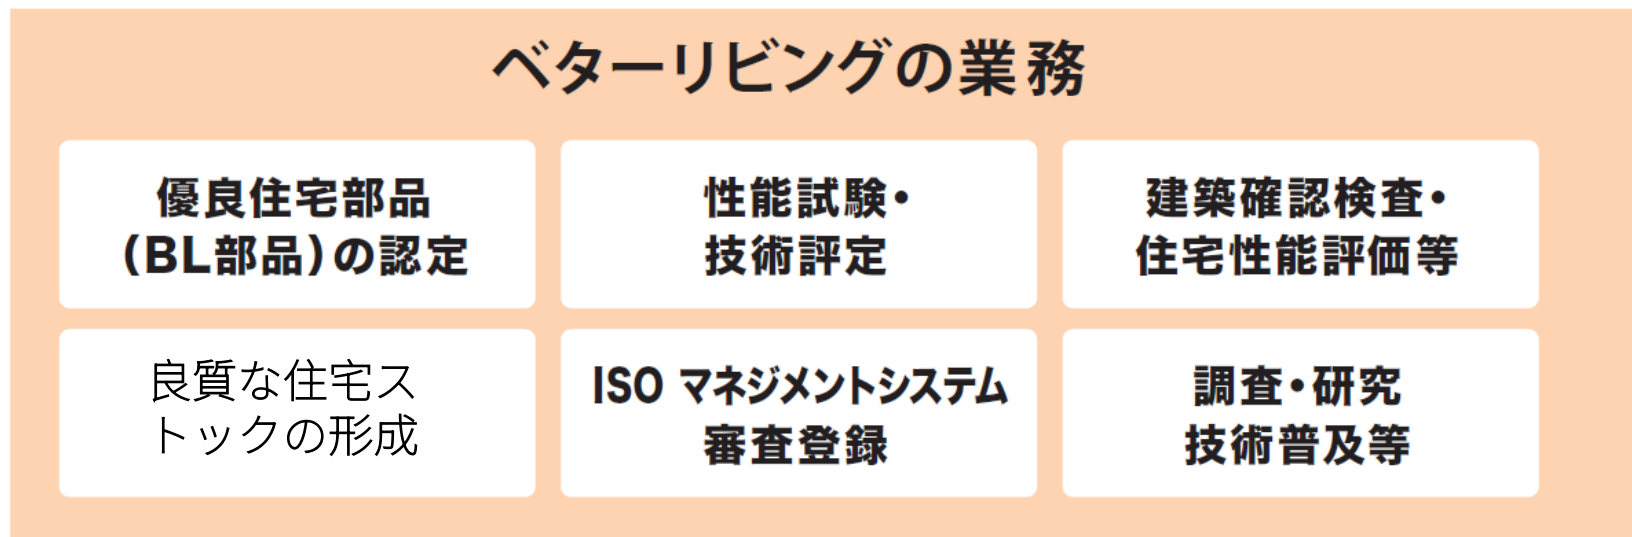 ベターリビングの業務
優良住宅部品
（BL部品）の認定
性能試験・
技術評定
建築確認検査・
住宅性能評価等
良質な住宅ス
トックの形成
ISO マネジメントシステム
審査登録
調査・研究
技術普及等